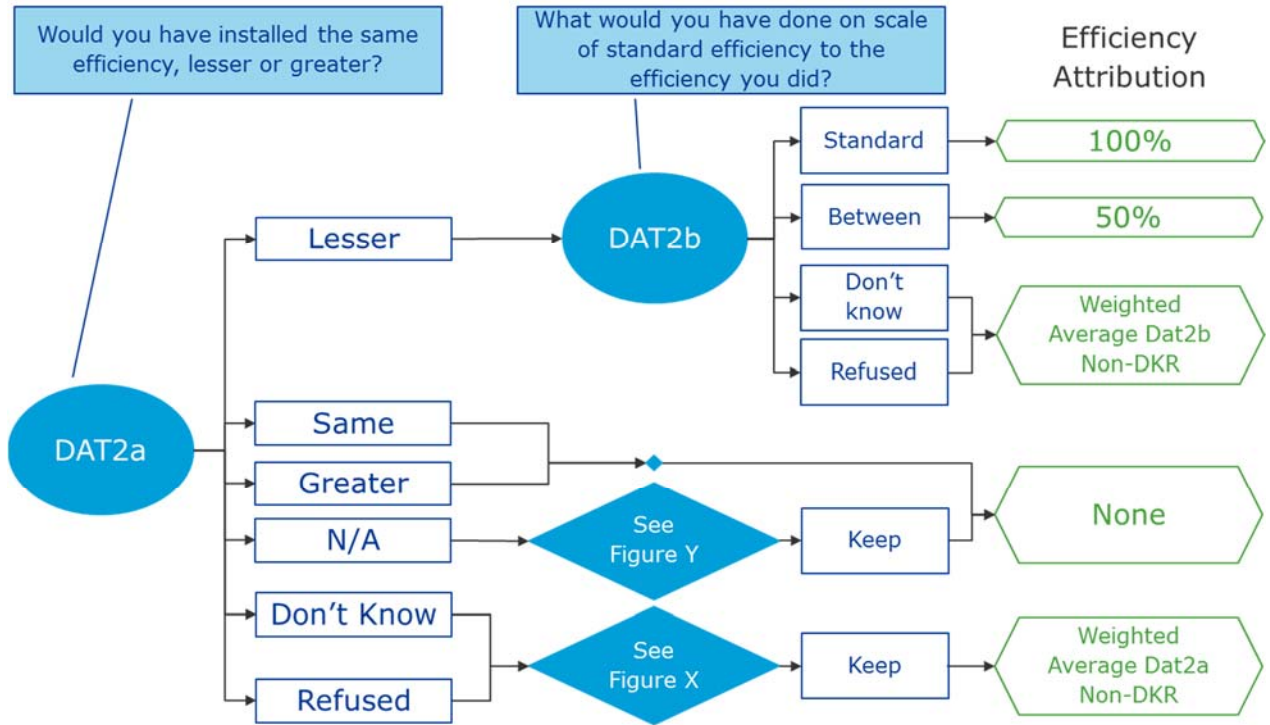 Would you have installed the same
efficiency, lesser or greater?
What would you have done on scale
of standard efficiency to the
efficiency you did?
Efficiency
Attribution
Standard
100%
Lesser
DAT2b
Between
50%
Don't
know
Refused
Weighted
Average Dat2b
Non-DKR
DAT2a
Same
Greater
None
N/A
See
Figure Y
Keep
Don't Know
Refused
See
Figure X
Keep
Weighted
Average Dat2a
Non-DKR